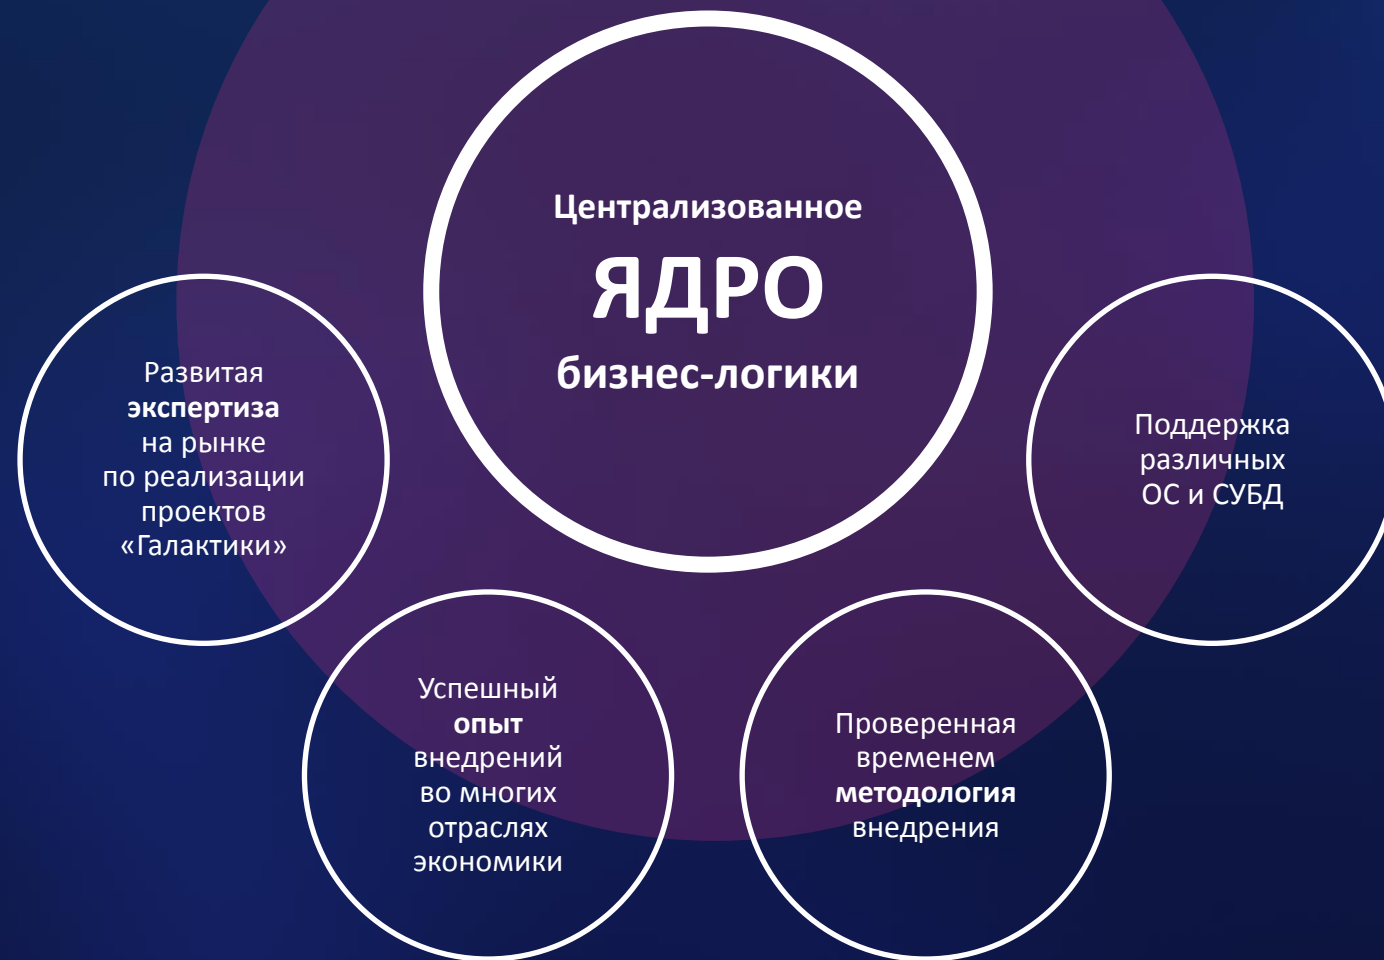 Централизованное
ЯДРО
бизнес-логики
Развитая
экспертиза
на рынке
по реализации
проектов
«Галактики»
Успешный
опыт
внедрений
во многих
отраслях
экономики
Проверенная
временем
методология
внедрения
Поддержка
различных
ОС и СУБД